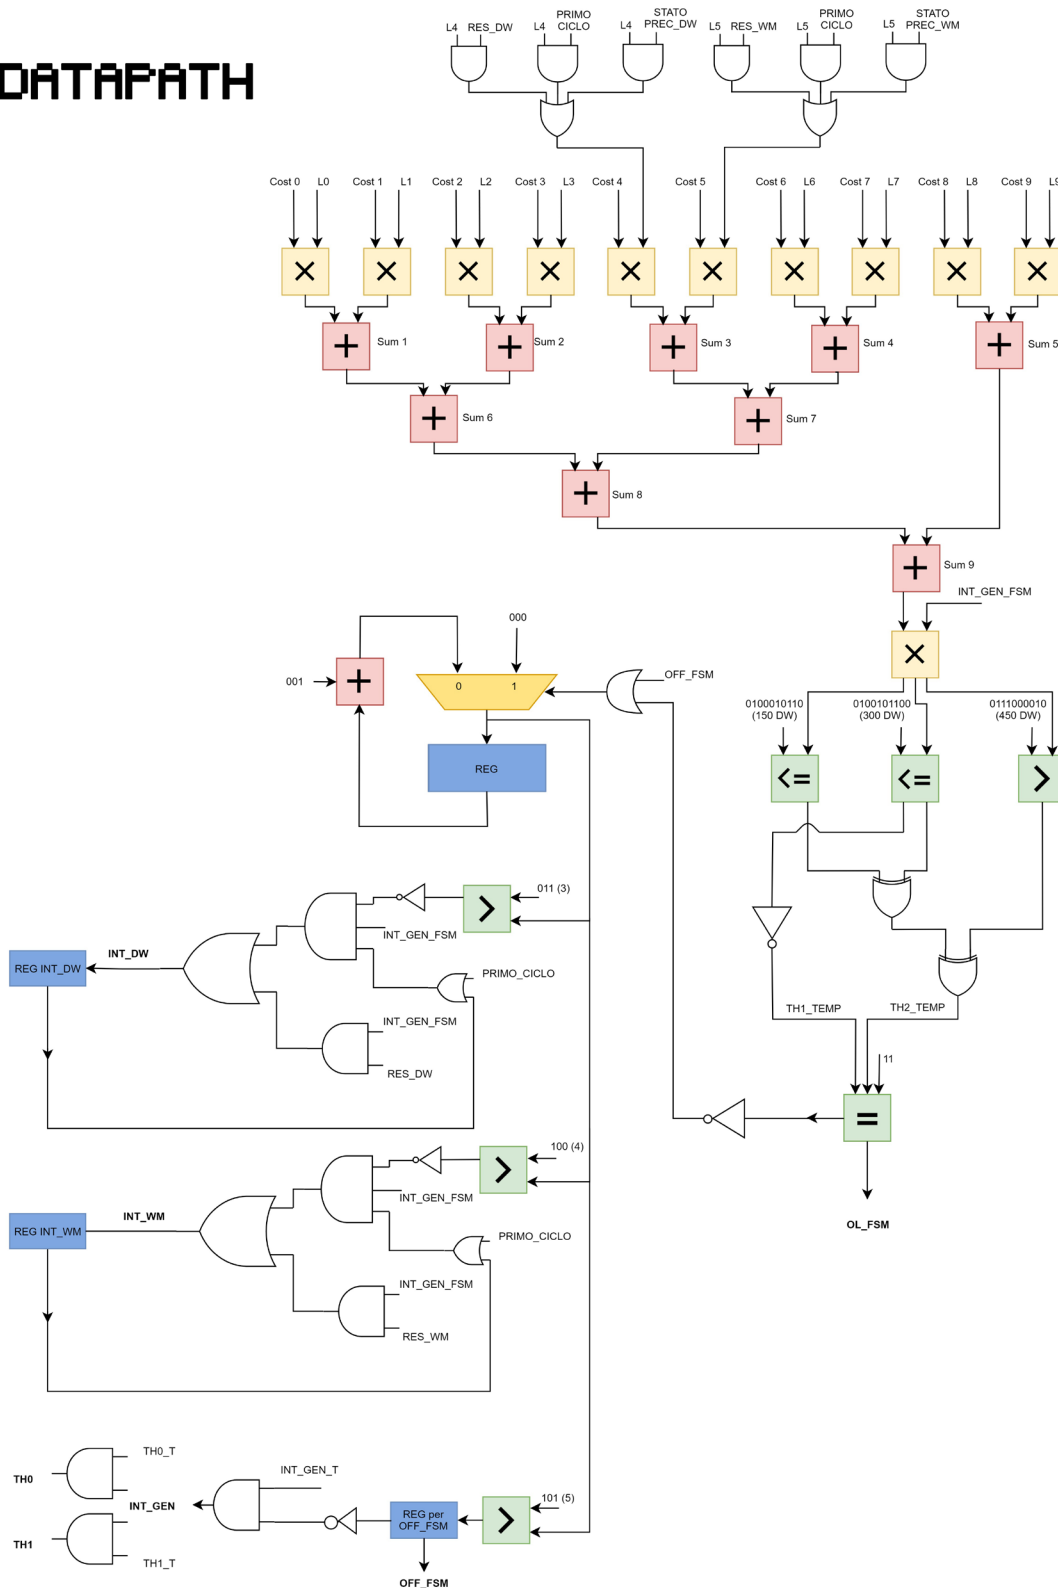 DATAPATH
L4 RES_DW
L4 PRIMO
CICLO
L4 STATO
PREC_DW
L5 RES_WM
L5 PRIMO
CICLO
L5 STATO
PREC_WM
Cost 0 L0
Cost 1 L1
Cost 2 L2
Cost 3 L3
Cost 4
Cost 5
Cost 6 L6
Cost 7 L7
Cost 8 L8
Cost 9 L9
× × × × × × × × × ×
+ Sum 1
+ Sum 2
+ Sum 3
+ Sum 4
+ Sum 5
+ Sum 6
+ Sum 7
+ Sum 8
+ Sum 9
INT_GEN_FSM
×
000
001
+
0 1
OFF_FSM
REG
0100010110
(150 DW)
0100101100
(300 DW)
0111000010
(450 DW)
<= <= >
011 (3)
>
INT_GEN_FSM
INT_DW
REG INT_DW
PRIMO_CICLO
INT_GEN_FSM
RES_DW
TH1_TEMP
TH2_TEMP
11
=
OL_FSM
100 (4)
>
INT_GEN_FSM
INT_WM
REG INT_WM
PRIMO_CICLO
INT_GEN_FSM
RES_WM
TH0_T
TH0
INT_GEN_T
INT_GEN
101 (5)
>
REG per
OFF_FSM
TH1
TH1_T
OFF_FSM